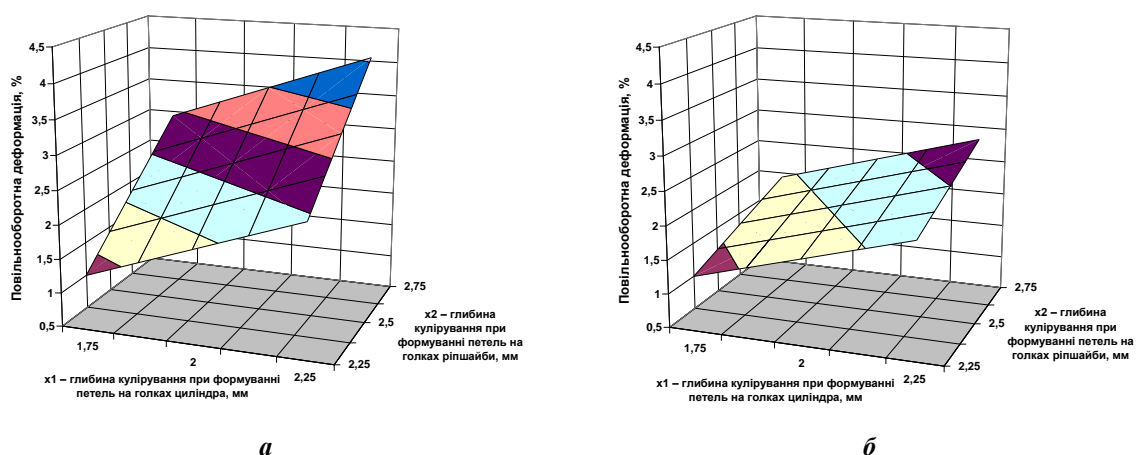 Повільнооборотна деформація, %
4,5
4
3,5
3
2,5
2
1,5
1
0,5
1,75
2
2,25
2,25
2,5
2,75
х1 – глибина кулірування при формуванні
петель на голках циліндра, мм
х2 – глибина
кулірування при
формуванні петель на
голках ріпшайби, мм
а
Повільнооборотна деформація, %
4,5
4
3,5
3
2,5
2
1,5
1
0,5
1,75
2
2,25
2,25
2,5
2,75
х1 – глибина кулірування при формуванні
петель на голках циліндра, мм
х2 – глибина
кулірування при
формуванні петель на
голках ріпшайби, мм
б